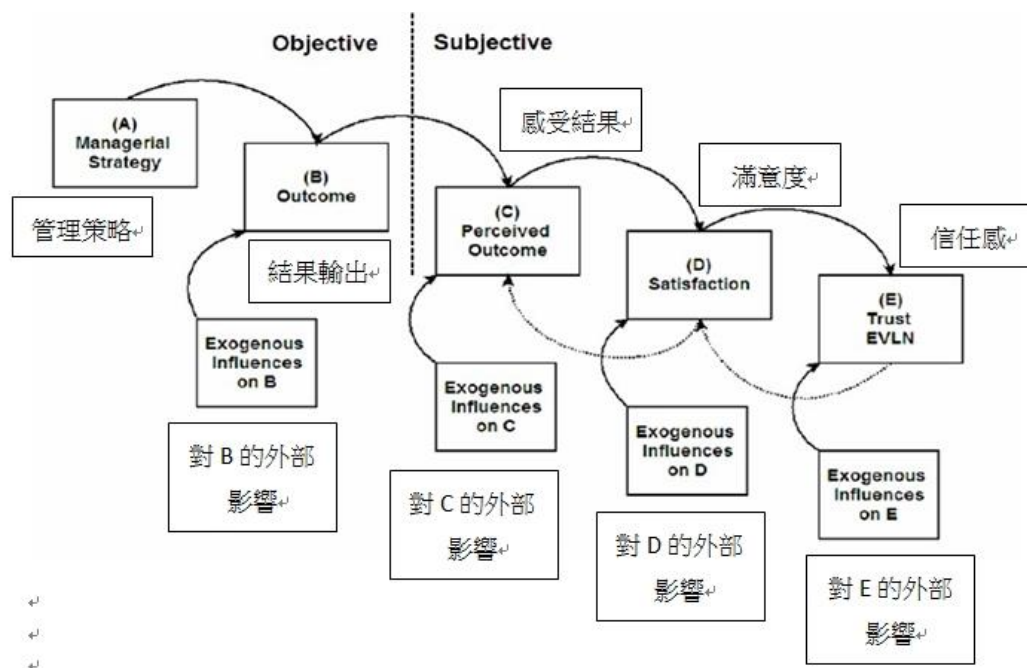 Objective
Subjective
(A)
Managerial
Strategy
管理策略
(B)
Outcome
結果輸出
感受結果
(C)
Perceived
Outcome
滿意度
(D)
Satisfaction
信任感
(E)
Trust
EVLN
Exogenous
Influences
on B
對 B 的外部
影響
Exogenous
Influences
on C
對 C 的外部
影響
Exogenous
Influences
on D
對 D 的外部
影響
Exogenous
Influences
on E
對 E 的外部
影響